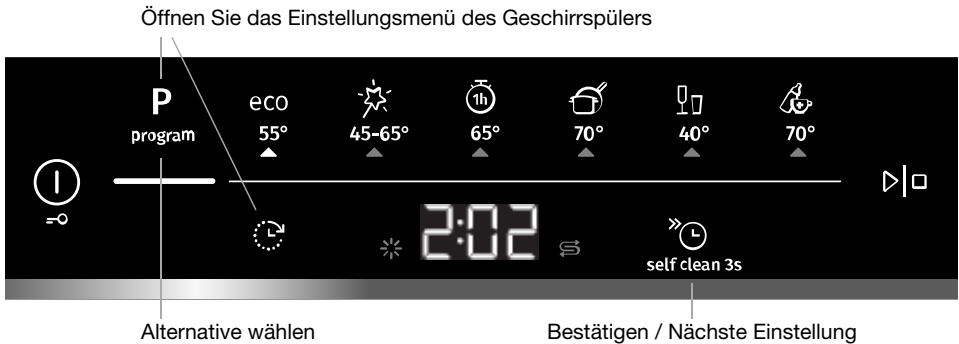 Öffnen Sie das Einstellungsmenü des Geschirrspülers
P
program
eco
55°
45-65°
1h
65°
70°
40°
70°
2:02
self clean 3s
Alternative wählen
Bestätigen / Nächste Einstellung